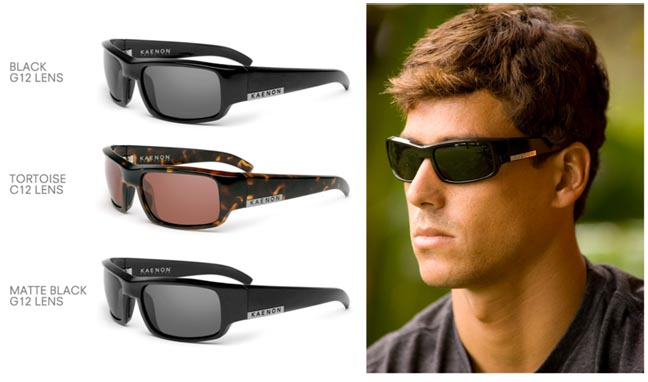 BLACK
G12 LENS
KAENON
KAENON
TORTOISE
C12 LENS
KAENON
KAENON
MATTE BLACK
G12 LENS
KAENON
KAENON